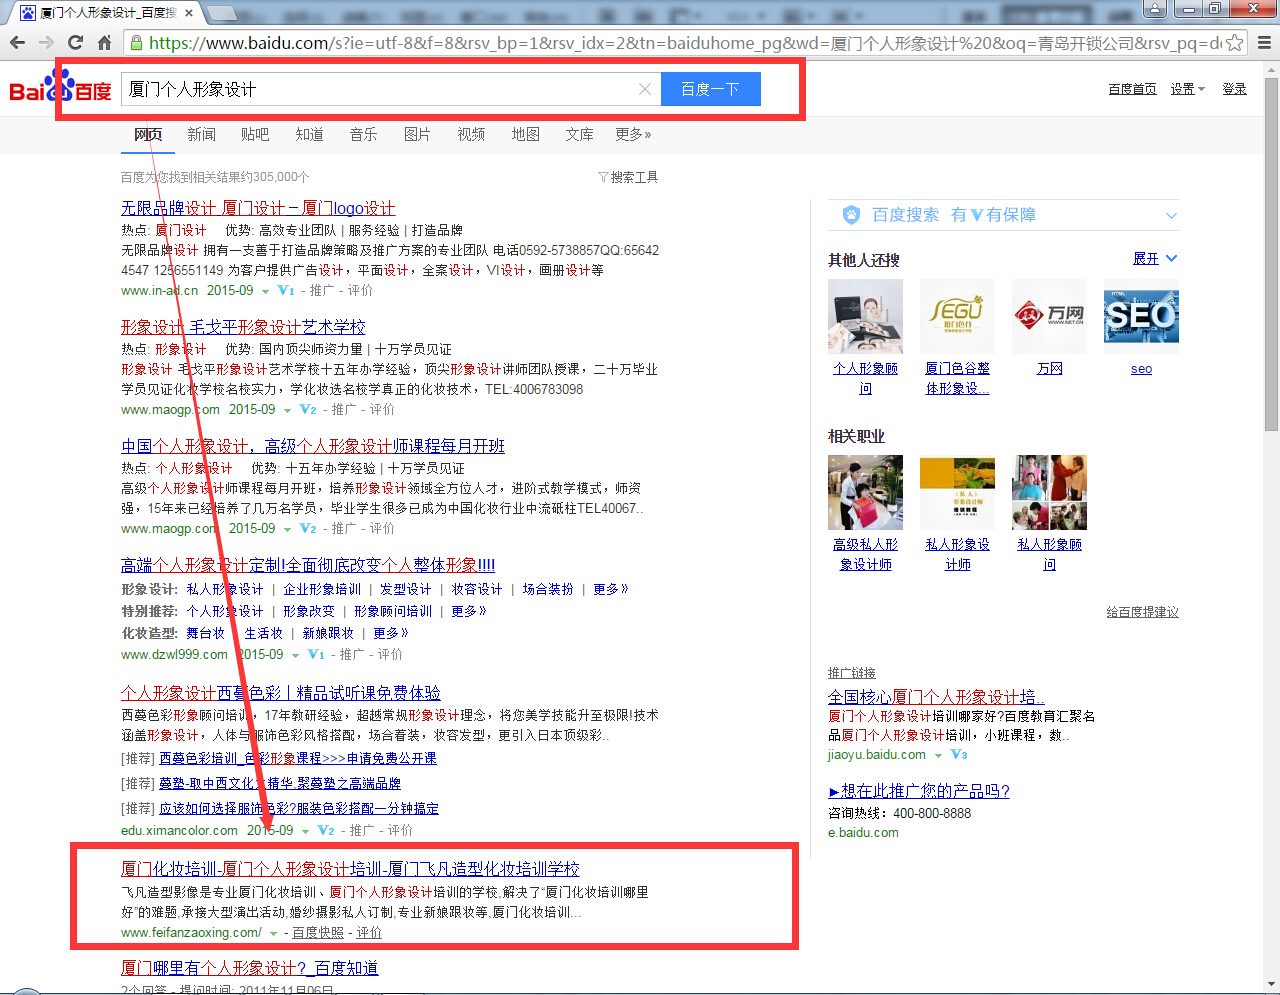 厦门个人形象设计_百度搜
https://www.baidu.com/s?ie=utf-8&f=8&rsv_bp=1&rsv_idx=2&tn=baiduhome_pg&wd=厦门个人形象设计%20&oq=青岛开锁公司&rsv_pq=d
Bai 百度
厦门个人形象设计
百度一下
百度首页 设置 登录
网页 新闻 贴吧 知道 音乐 图片 视频 地图 文库 更多»
百度为您找到相关结果约305,000个
搜索工具
无限品牌设计 厦门设计－厦门logo设计
热点: 厦门设计 优势: 高效专业团队 | 服务经验 | 打造品牌
无限品牌设计 拥有一支善于打造品牌策略及推广方案的专业团队 电话0592-5738857QQ:65642
4547 1256551149 为客户提供广告设计，平面设计，全案设计，VI设计，画册设计等
www.in-ad.cn 2015-09 V1 - 推广 - 评价
形象设计 毛戈平形象设计艺术学校
热点: 形象设计 优势: 国内顶尖师资力量 | 十万学员见证
形象设计 毛戈平形象设计艺术学校十五年办学经验，顶尖形象设计讲师团队授课，二十万毕业
学员见证化妆学校名校实力，学化妆选名校学真正的化妆技术，TEL:4006783098
www.maogp.com 2015-09 V2 - 推广 - 评价
中国个人形象设计，高级个人形象设计师课程每月开班
热点: 个人形象设计 优势: 十五年办学经验 | 十万学员见证
高级个人形象设计师课程每月开班，培养形象设计领域全方位人才，进阶式教学模式，师资
强，15年来已经培养了几万名学员，毕业学生很多已成为中国化妆行业中流砥柱TEL40067..
www.maogp.com 2015-09 V2 - 推广 - 评价
高端个人形象设计定制!全面彻底改变个人整体形象!!!!
形象设计: 私人形象设计 | 企业形象培训 | 发型设计 | 妆容设计 | 场合装扮 | 更多»
特别推荐: 个人形象设计 | 形象改变 | 形象顾问培训 | 更多»
化妆造型: 舞台妆 生活妆 | 新娘跟妆 | 更多»
www.dzwl999.com 2015-09 V1 - 推广 - 评价
个人形象设计西蔓色彩丨精品试听课免费体验
西蔓色彩形象顾问培训，17年教研经验，超越常规形象设计理念，将您美学技能升至极限!技术
涵盖形象设计，人体与服饰色彩风格搭配，场合着装，妆容发型，更引入日本顶级彩..
[推荐] 西蔓色彩培训_色彩形象课程>>>申请免费公开课
[推荐] 蔓塾-取中西文化之精华.聚蔓塾之高端品牌
[推荐] 应该如何选择服饰色彩?服装色彩搭配一分钟搞定
edu.ximancolor.com 2015-09 V2 - 推广 - 评价
厦门化妆培训-厦门个人形象设计培训-厦门飞凡造型化妆培训学校
飞凡造型影像是专业厦门化妆培训、厦门个人形象设计培训的学校,解决了“厦门化妆培训哪里
好”的难题,承接大型演出活动,婚纱摄影私人订制,专业新娘跟妆等,厦门化妆培训...
www.feifanzaoxing.com/ - 百度快照 - 评价
厦门哪里有个人形象设计?_百度知道
2个回答 - 提问时间: 2011年11月06日
百度搜索 有V有保障
其他人还搜 展开
SEGU
万网
WWW.NET.CN
HTML
SEO
个人形象顾
问
厦门色谷整
体形象设...
万网
seo
相关职业
（私人）
形象设计师
高级私人形
象设计师
私人形象设
计师
私人形象顾
问
给百度提建议
推广链接
全国核心厦门个人形象设计培..
厦门个人形象设计培训哪家好?百度教育汇聚名
品厦门个人形象设计培训，小班课程，数..
jiaoyu.baidu.com V3
►想在此推广您的产品吗?
咨询热线：400-800-8888
e.baidu.com